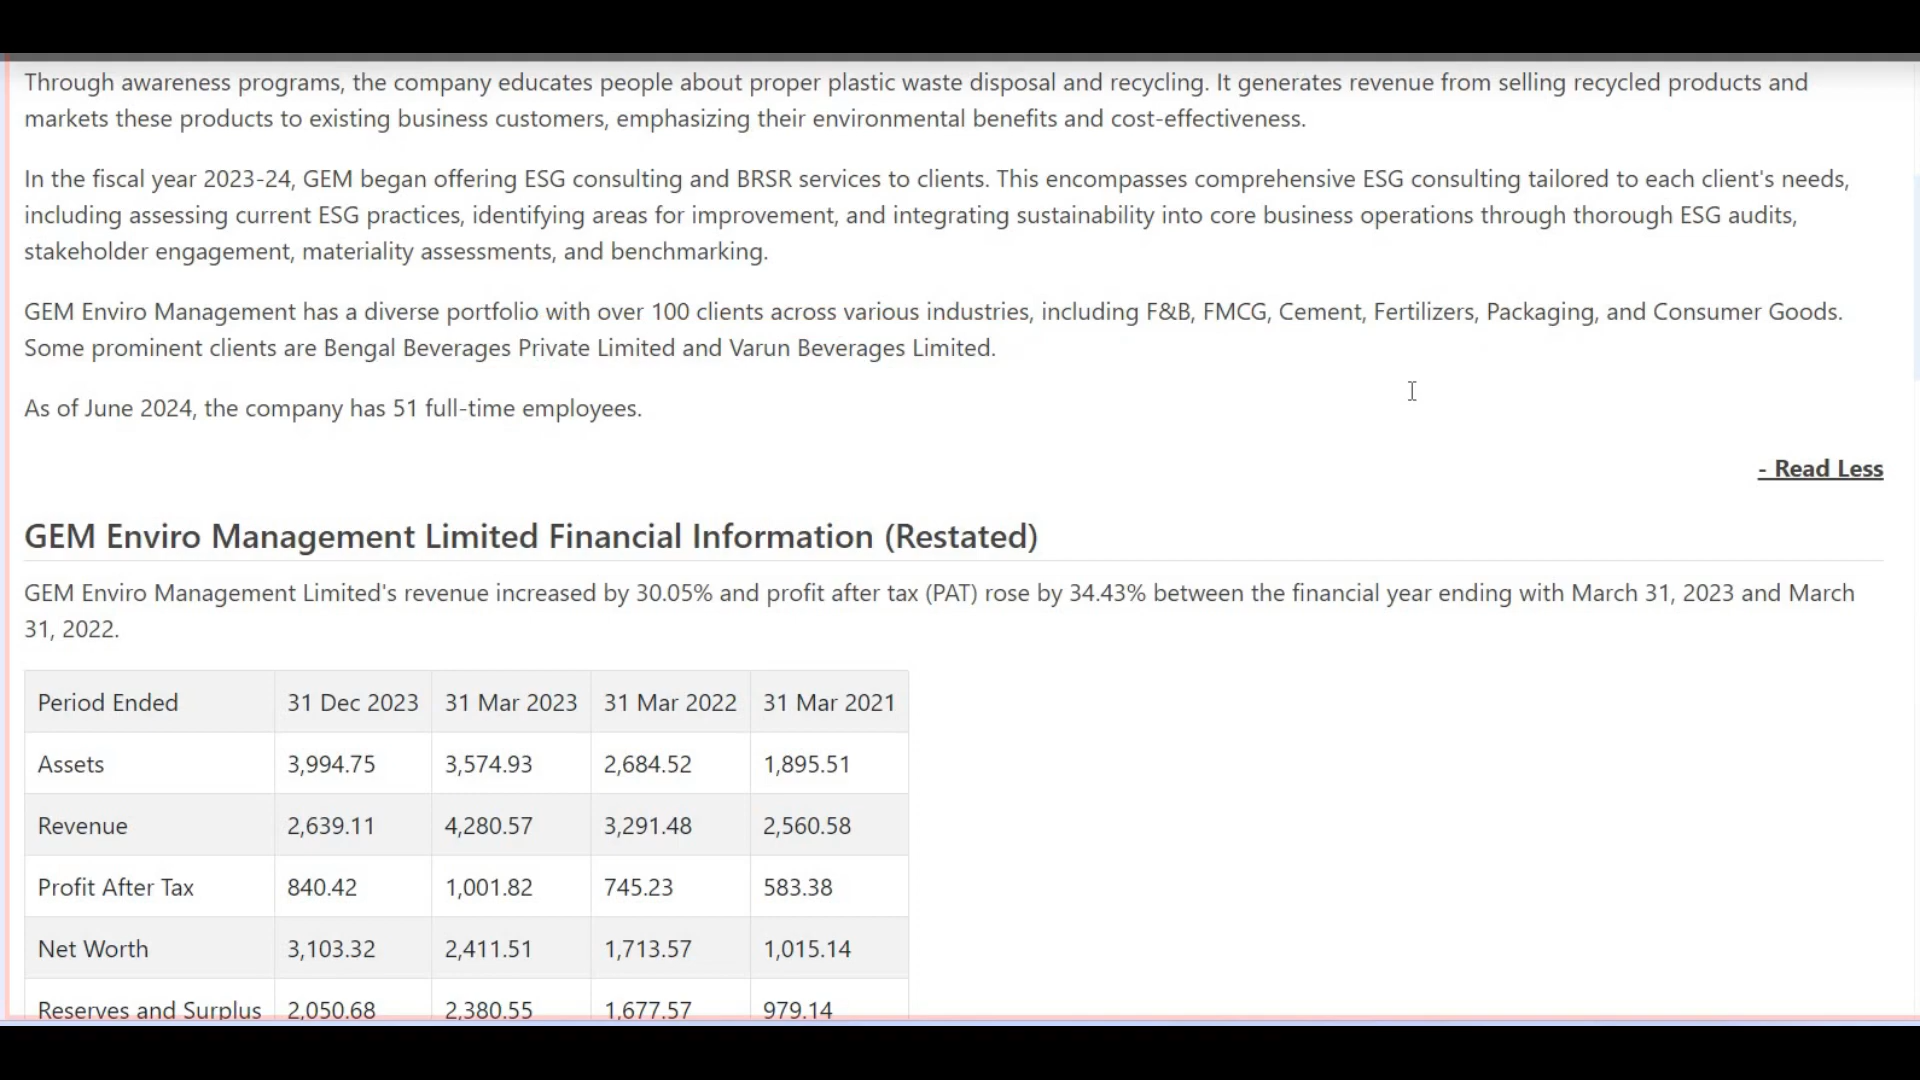 Through awareness programs, the company educates people about proper plastic waste disposal and recycling. It generates revenue from selling recycled products and
markets these products to existing business customers, emphasizing their environmental benefits and cost-effectiveness.
In the fiscal year 2023-24, GEM began offering ESG consulting and BRSR services to clients. This encompasses comprehensive ESG consulting tailored to each client's needs,
including assessing current ESG practices, identifying areas for improvement, and integrating sustainability into core business operations through thorough ESG audits,
stakeholder engagement, materiality assessments, and benchmarking.
GEM Enviro Management has a diverse portfolio with over 100 clients across various industries, including F&B, FMCG, Cement, Fertilizers, Packaging, and Consumer Goods.
Some prominent clients are Bengal Beverages Private Limited and Varun Beverages Limited.
As of June 2024, the company has 51 full-time employees.
- Read Less
GEM Enviro Management Limited Financial Information (Restated)
GEM Enviro Management Limited's revenue increased by 30.05% and profit after tax (PAT) rose by 34.43% between the financial year ending with March 31, 2023 and March
31, 2022.
Period Ended 31 Dec 2023 31 Mar 2023 31 Mar 2022 31 Mar 2021
Assets 3,994.75 3,574.93 2,684.52 1,895.51
Revenue 2,639.11 4,280.57 3,291.48 2,560.58
Profit After Tax 840.42 1,001.82 745.23 583.38
Net Worth 3,103.32 2,411.51 1,713.57 1,015.14
Reserves and Surplus 2,050.68 2,380.55 1,677.57 979.14